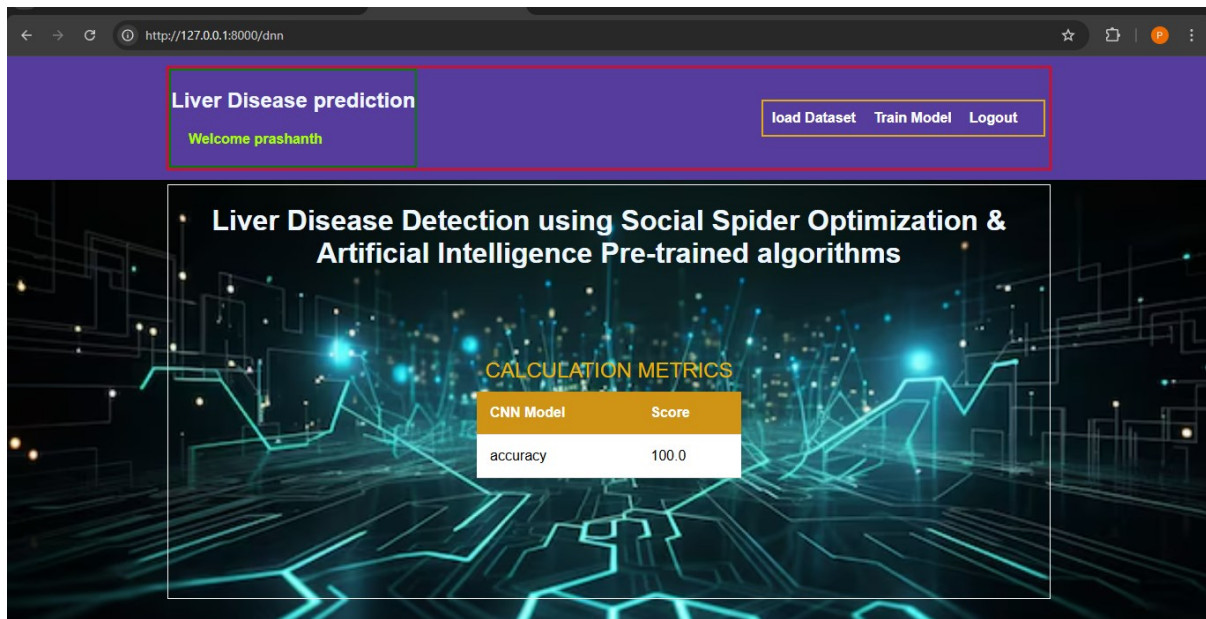 http://127.0.0.1:8000/dnn
P
Liver Disease prediction
Welcome prashanth
load Dataset Train Model Logout
Liver Disease Detection using Social Spider Optimization &
Artificial Intelligence Pre-trained algorithms
CALCULATION METRICS
CNN Model Score
accuracy 100.0